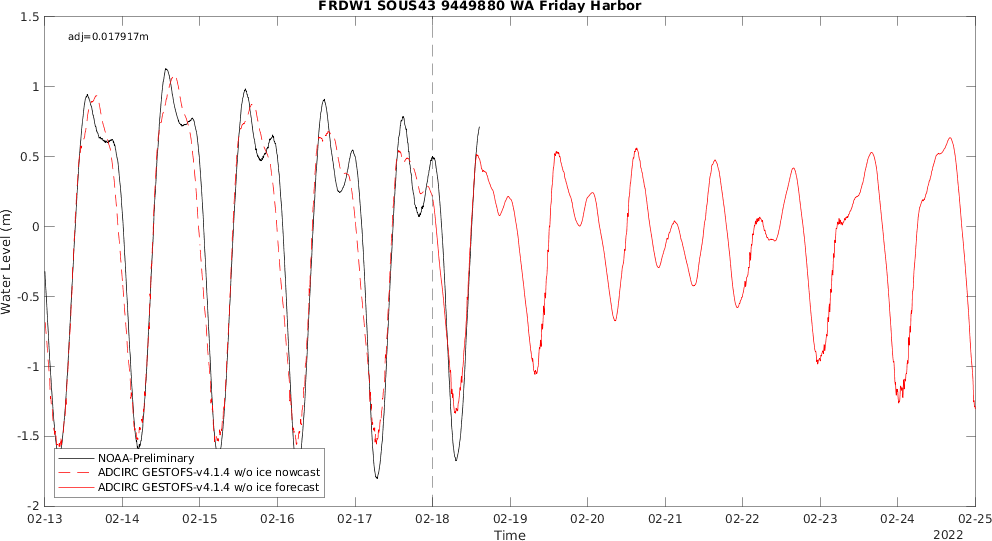 FRDW1 SOUS43 9449880 WA Friday Harbor
adj=0.017917m
1.5
1
0.5
0
-0.5
-1
-1.5
-2
Water Level (m)
NOAA-Preliminary
ADCIRC GESTOFS-v4.1.4 w/o ice nowcast
ADCIRC GESTOFS-v4.1.4 w/o ice forecast
02-13 02-14 02-15 02-16 02-17 02-18 02-19 02-20 02-21 02-22 02-23 02-24 02-25
Time
2022